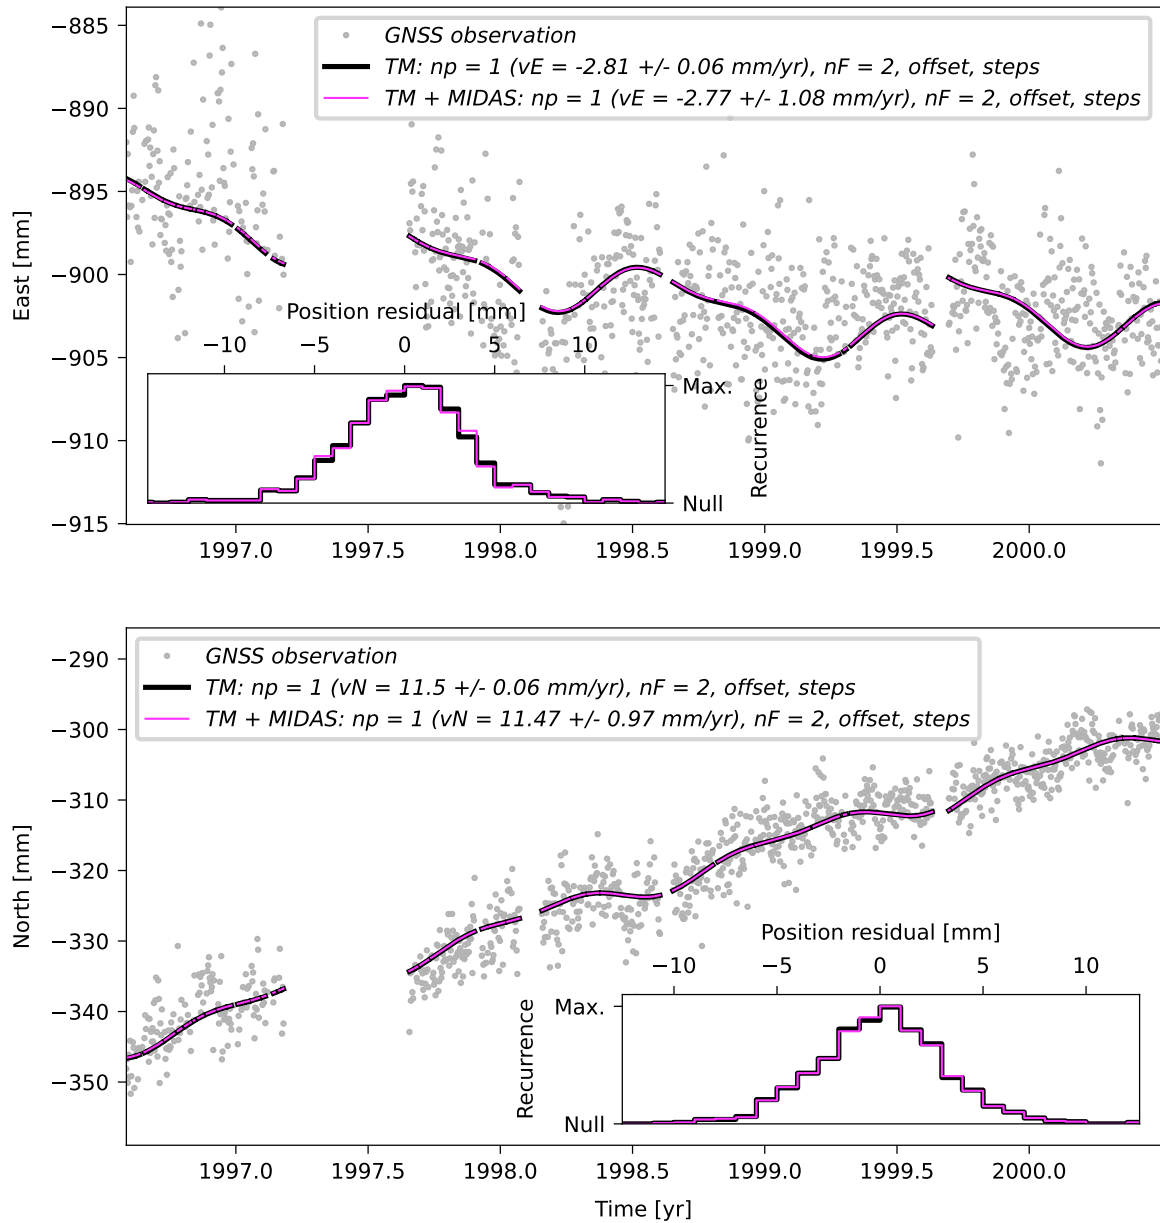 −885
−890
−895
−900
−905
−910
−915
East [mm]
GNSS observation
TM: np = 1 (vE = -2.81 +/- 0.06 mm/yr), nF = 2, offset, steps
TM + MIDAS: np = 1 (vE = -2.77 +/- 1.08 mm/yr), nF = 2, offset, steps
Position residual [mm]
−10 −5 0 5 10
Max.
Null
Recurrence
1997.0 1997.5 1998.0 1998.5 1999.0 1999.5 2000.0
−290
−300
−310
−320
−330
−340
−350
North [mm]
GNSS observation
TM: np = 1 (vN = 11.5 +/- 0.06 mm/yr), nF = 2, offset, steps
TM + MIDAS: np = 1 (vN = 11.47 +/- 0.97 mm/yr), nF = 2, offset, steps
Position residual [mm]
−10 −5 0 5 10
Max.
Null
Recurrence
1997.0 1997.5 1998.0 1998.5 1999.0 1999.5 2000.0
Time [yr]